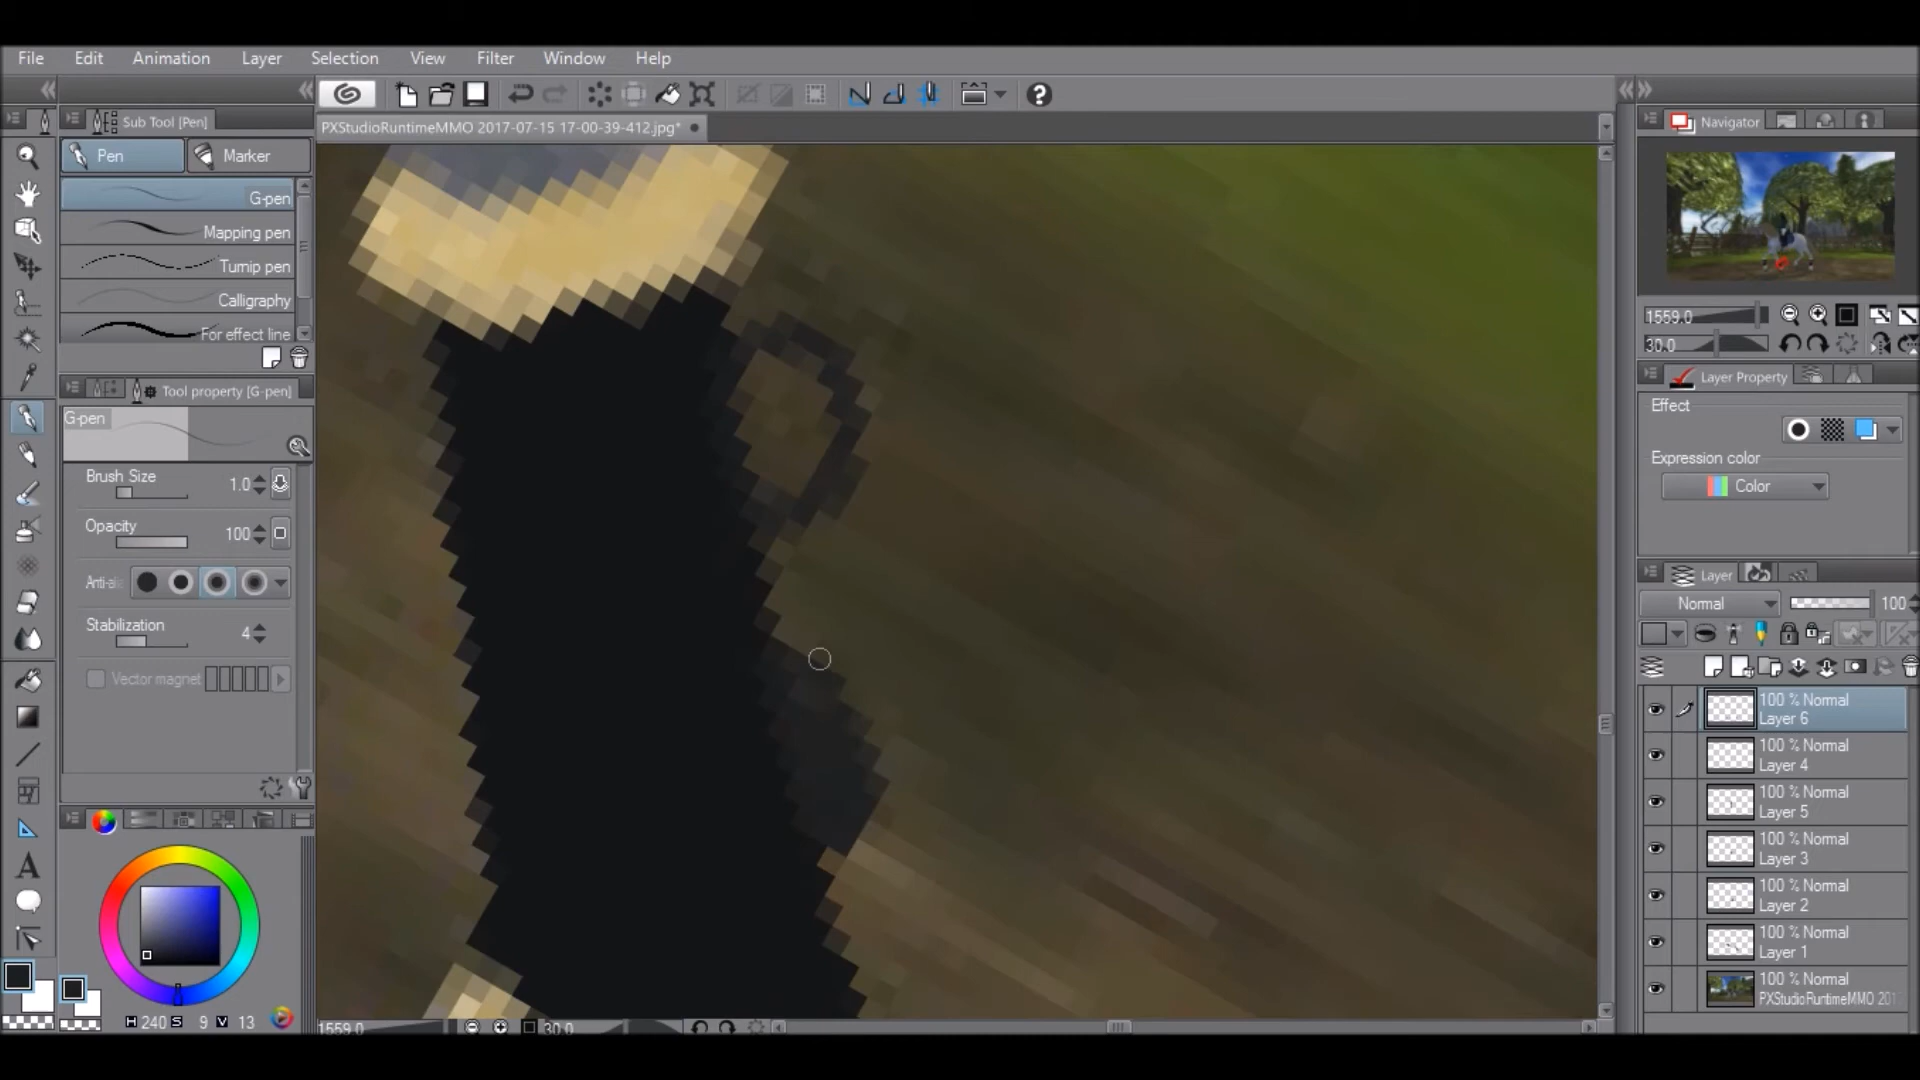 File Edit Animation Layer Selection View Filter Window Help
Sub Tool [Pen]
PXStudioRuntimeMMO 2017-07-15 17-00-39-412.jpg*
Navigator
Pen Marker
G-pen
Mapping pen
Turnip pen
Calligraphy
For effect line
1559.0
30.0
Tool property [G-pen]
Layer Property
G-pen
Effect
Expression color
Brush Size 1.0
Color
Opacity 100
Anti-ali
Layer
Normal 100
Stabilization 4
Vector magnet
100 % Normal
Layer 6
100 % Normal
Layer 4
100 % Normal
Layer 5
100 % Normal
Layer 3
100 % Normal
Layer 2
100 % Normal
Layer 1
100 % Normal
PXStudioRuntimeMMO 201
H 240 S 9 V 13
1559.0 30.0